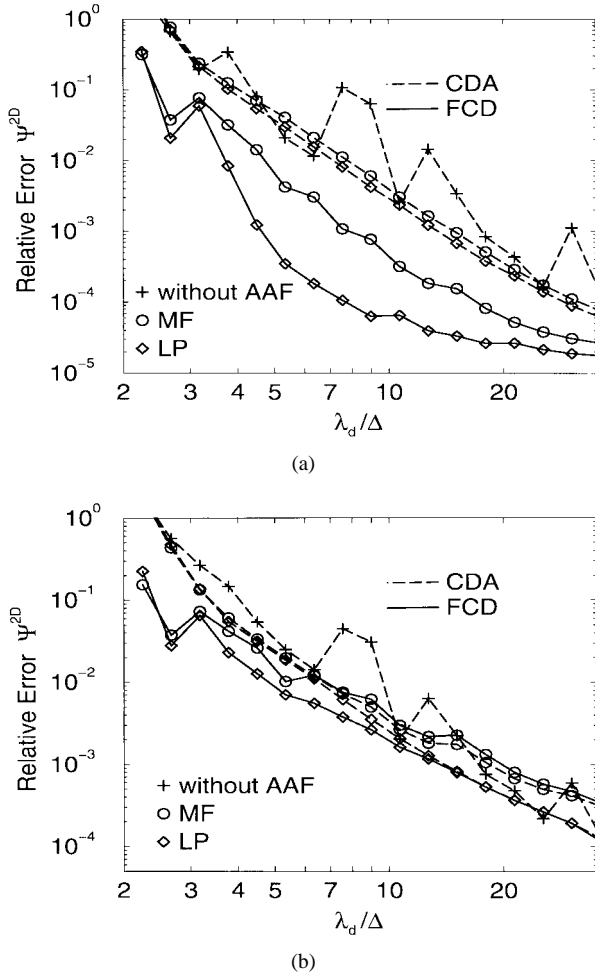 10^0
10^-1
10^-2
10^-3
10^-4
10^-5
Relative Error Ψ^2D
CDA
FCD
without AAF
MF
LP
2 3 4 5 7 10 20
λ_d/Δ
(a)
10^0
10^-1
10^-2
10^-3
10^-4
Relative Error Ψ^2D
CDA
FCD
without AAF
MF
LP
2 3 4 5 7 10 20
λ_d/Δ
(b)